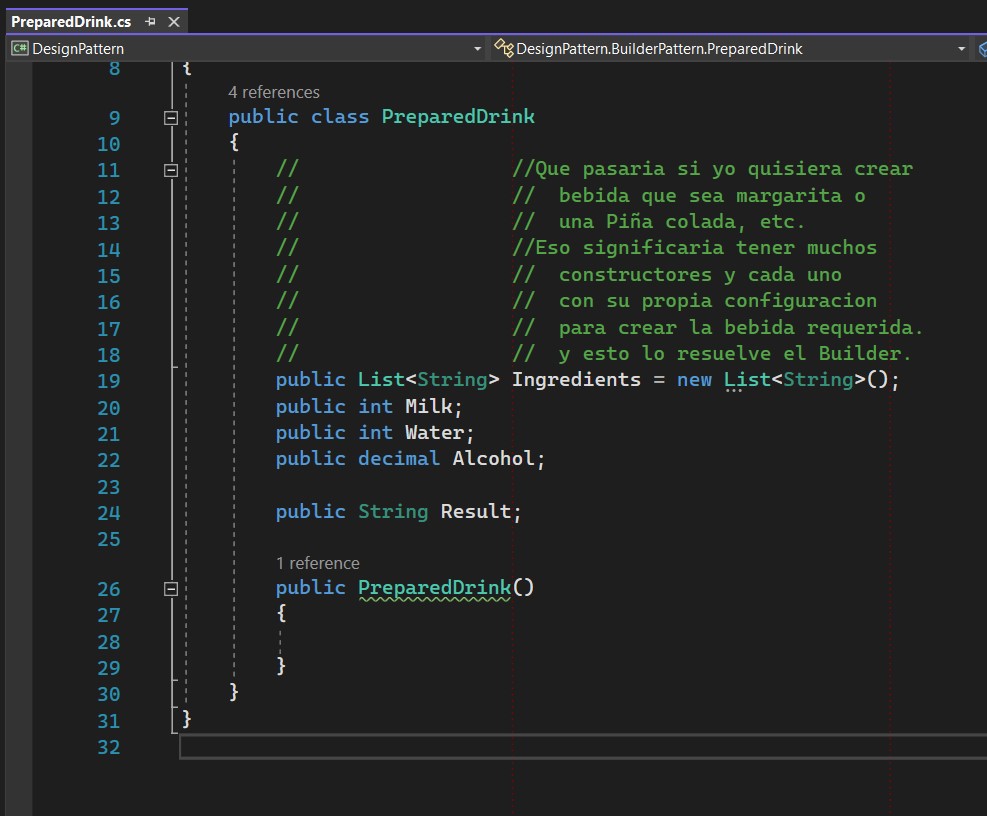 PreparedDrink.cs
C# DesignPattern DesignPattern.BuilderPattern.PreparedDrink
8 {
4 references
9 public class PreparedDrink
10 {
11 // //Que pasaria si yo quisiera crear
12 // // bebida que sea margarita o
13 // // una Piña colada, etc.
14 // //Eso significaria tener muchos
15 // // constructores y cada uno
16 // // con su propia configuracion
17 // // para crear la bebida requerida.
18 // // y esto lo resuelve el Builder.
19 public List<String> Ingredients = new List<String>();
20 public int Milk;
21 public int Water;
22 public decimal Alcohol;
23
24 public String Result;
25
1 reference
26 public PreparedDrink()
27 {
28
29 }
30 }
31 }
32